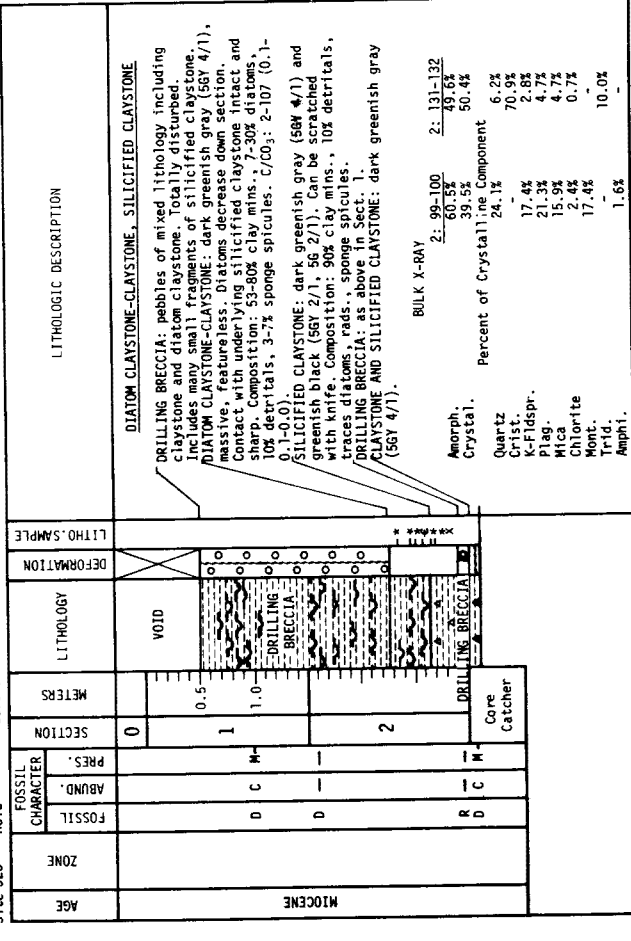 AGE
ZONE
FOSSIL CHARACTER
FOSSIL
ABUND.
PRES.
SECTION
METERS
LITHOLOGY
DEFORMATION
LITHO.SAMPLE
LITHOLOGIC DESCRIPTION
MIOCENE
D C M-
D - -
R - -
D C M-
0
1
2
Core
Catcher
0.5
1.0
VOID
DRILLING
BRECCIA
DRILLING BRECCIA
DIATOM CLAYSTONE-CLAYSTONE, SILICIFIED CLAYSTONE
DRILLING BRECCIA: pebbles of mixed lithology including
claystone and diatom claystone. Totally disturbed.
Includes many small fragments of silicified claystone.
DIATOM CLAYSTONE-CLAYSTONE: dark greenish gray (5GY 4/1),
massive, featureless. Diatoms decrease down section.
Contact with underlying silicified claystone intact and
sharp. Composition: 53-80% clay mins., 7-30% diatoms,
10% detritals, 3-7% sponge spicules. C/CO3: 2-107 (0.1-
0.1-0.0).
SILICIFIED CLAYSTONE: dark greenish gray (5GY 4/1) and
greenish black (5GY 2/1, 5G 2/1). Can be scratched
with knife. Composition: 90% clay mins., 10% detritals,
traces diatoms, rads., sponge spicules.
DRILLING BRECCIA: as above in Sect. 1.
CLAYSTONE AND SILICIFIED CLAYSTONE: dark greenish gray
(5GY 4/1).
BULK X-RAY
2: 99-100 2: 131-132
Amorph. 60.5% 49.6%
Crystal. 39.5% 50.4%
Percent of Crystalline Component
Quartz 24.1% 6.2%
Crist. - 70.9%
K-Fldspr. 17.4% 2.8%
Plag. 21.3% 4.7%
Mica 15.9% 4.7%
Chlorite 2.4% 0.7%
Mont. 17.4% -
Trid. - 10.0%
Amphi. 1.6% -